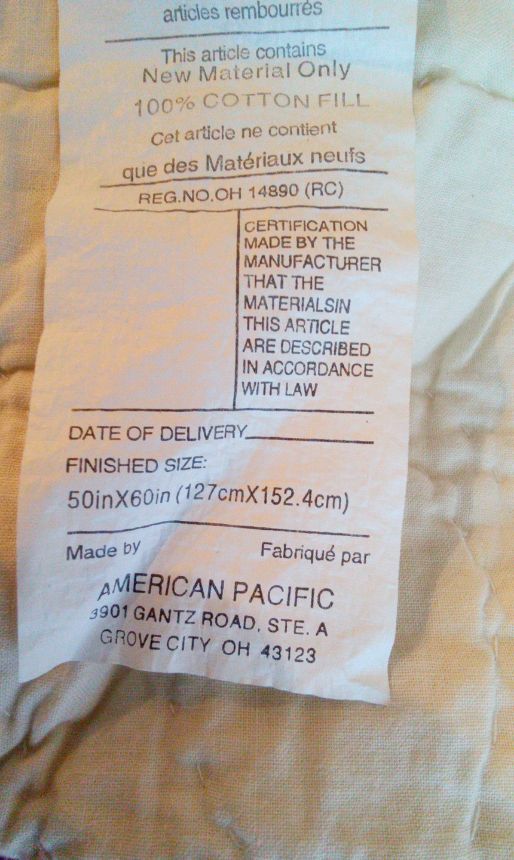 articles rembourrés
This article contains
New Material Only
100% COTTON FILL
Cet article ne contient
que des Matériaux neufs
REG.NO.OH 14890 (RC)
CERTIFICATION
MADE BY THE
MANUFACTURER
THAT THE
MATERIALSIN
THIS ARTICLE
ARE DESCRIBED
IN ACCORDANCE
WITH LAW
DATE OF DELIVERY
FINISHED SIZE:
50inX60in (127cmX152.4cm)
Made by Fabriqué par
AMERICAN PACIFIC
3901 GANTZ ROAD, STE. A
GROVE CITY OH 43123